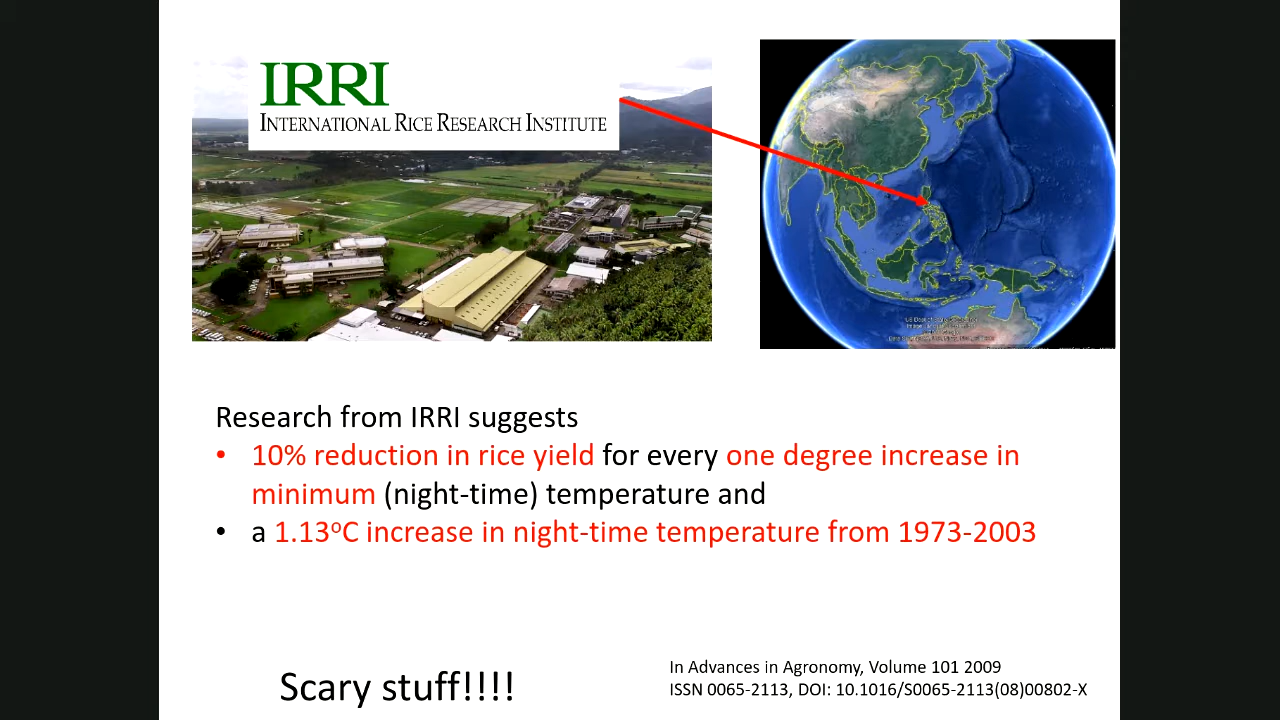 IRRI
INTERNATIONAL RICE RESEARCH INSTITUTE
Research from IRRI suggests
• 10% reduction in rice yield for every one degree increase in
minimum (night-time) temperature and
• a 1.13ºC increase in night-time temperature from 1973-2003
Scary stuff!!!!
In Advances in Agronomy, Volume 101 2009
ISSN 0065-2113, DOI: 10.1016/S0065-2113(08)00802-X